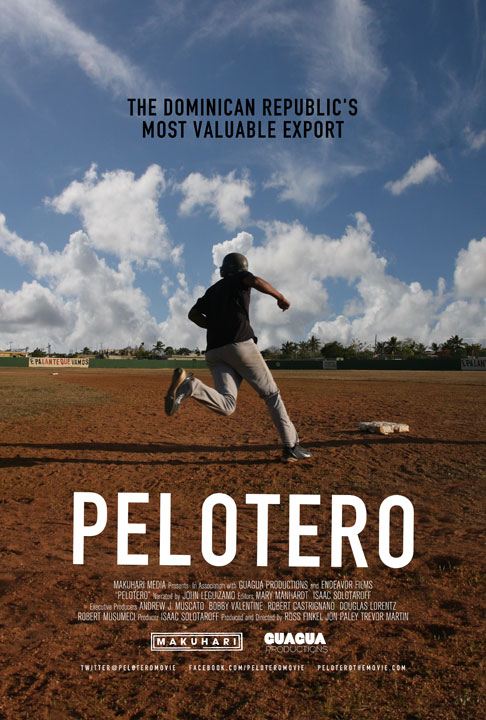 THE DOMINICAN REPUBLIC'S
MOST VALUABLE EXPORT
EPALANTE QUE VAMOS
PELOTERO
MAKUHARI MEDIA Presents In Association with GUAGUA PRODUCTIONS and ENDEAVOR FILMS
"PELOTERO" Narrated by JOHN LEGUIZAMO Editors MARY MANHARDT ISAAC SOLOTAROFF
Executive Producers ANDREW J. MUSCATO BOBBY VALENTINE ROBERT CASTRIGNANO DOUGLAS LORENTZ
ROBERT MUSUMECI Producer ISAAC SOLOTAROFF Produced and Directed by ROSS FINKEL JON PALEY TREVOR MARTIN
MAKUHARI
GUAGUA
PRODUCTIONS
TWITTER@PELOTEROMOVIE FACEBOOK.COM/PELOTEROMOVIE PELOTEROTHEMOVIE.COM